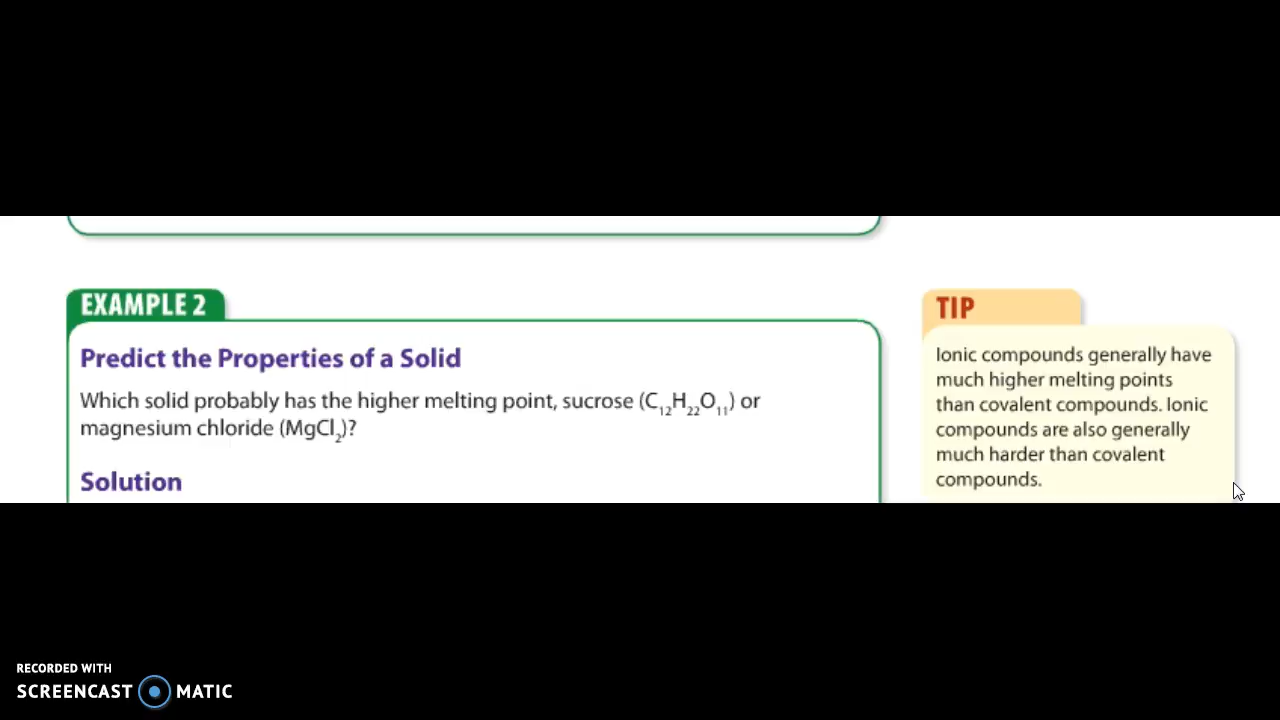 EXAMPLE 2
Predict the Properties of a Solid
Which solid probably has the higher melting point, sucrose (C₁₂H₂₂O₁₁) or
magnesium chloride (MgCl₂)?
Solution
TIP
Ionic compounds generally have
much higher melting points
than covalent compounds. Ionic
compounds are also generally
much harder than covalent
compounds.
RECORDED WITH
SCREENCAST MATIC